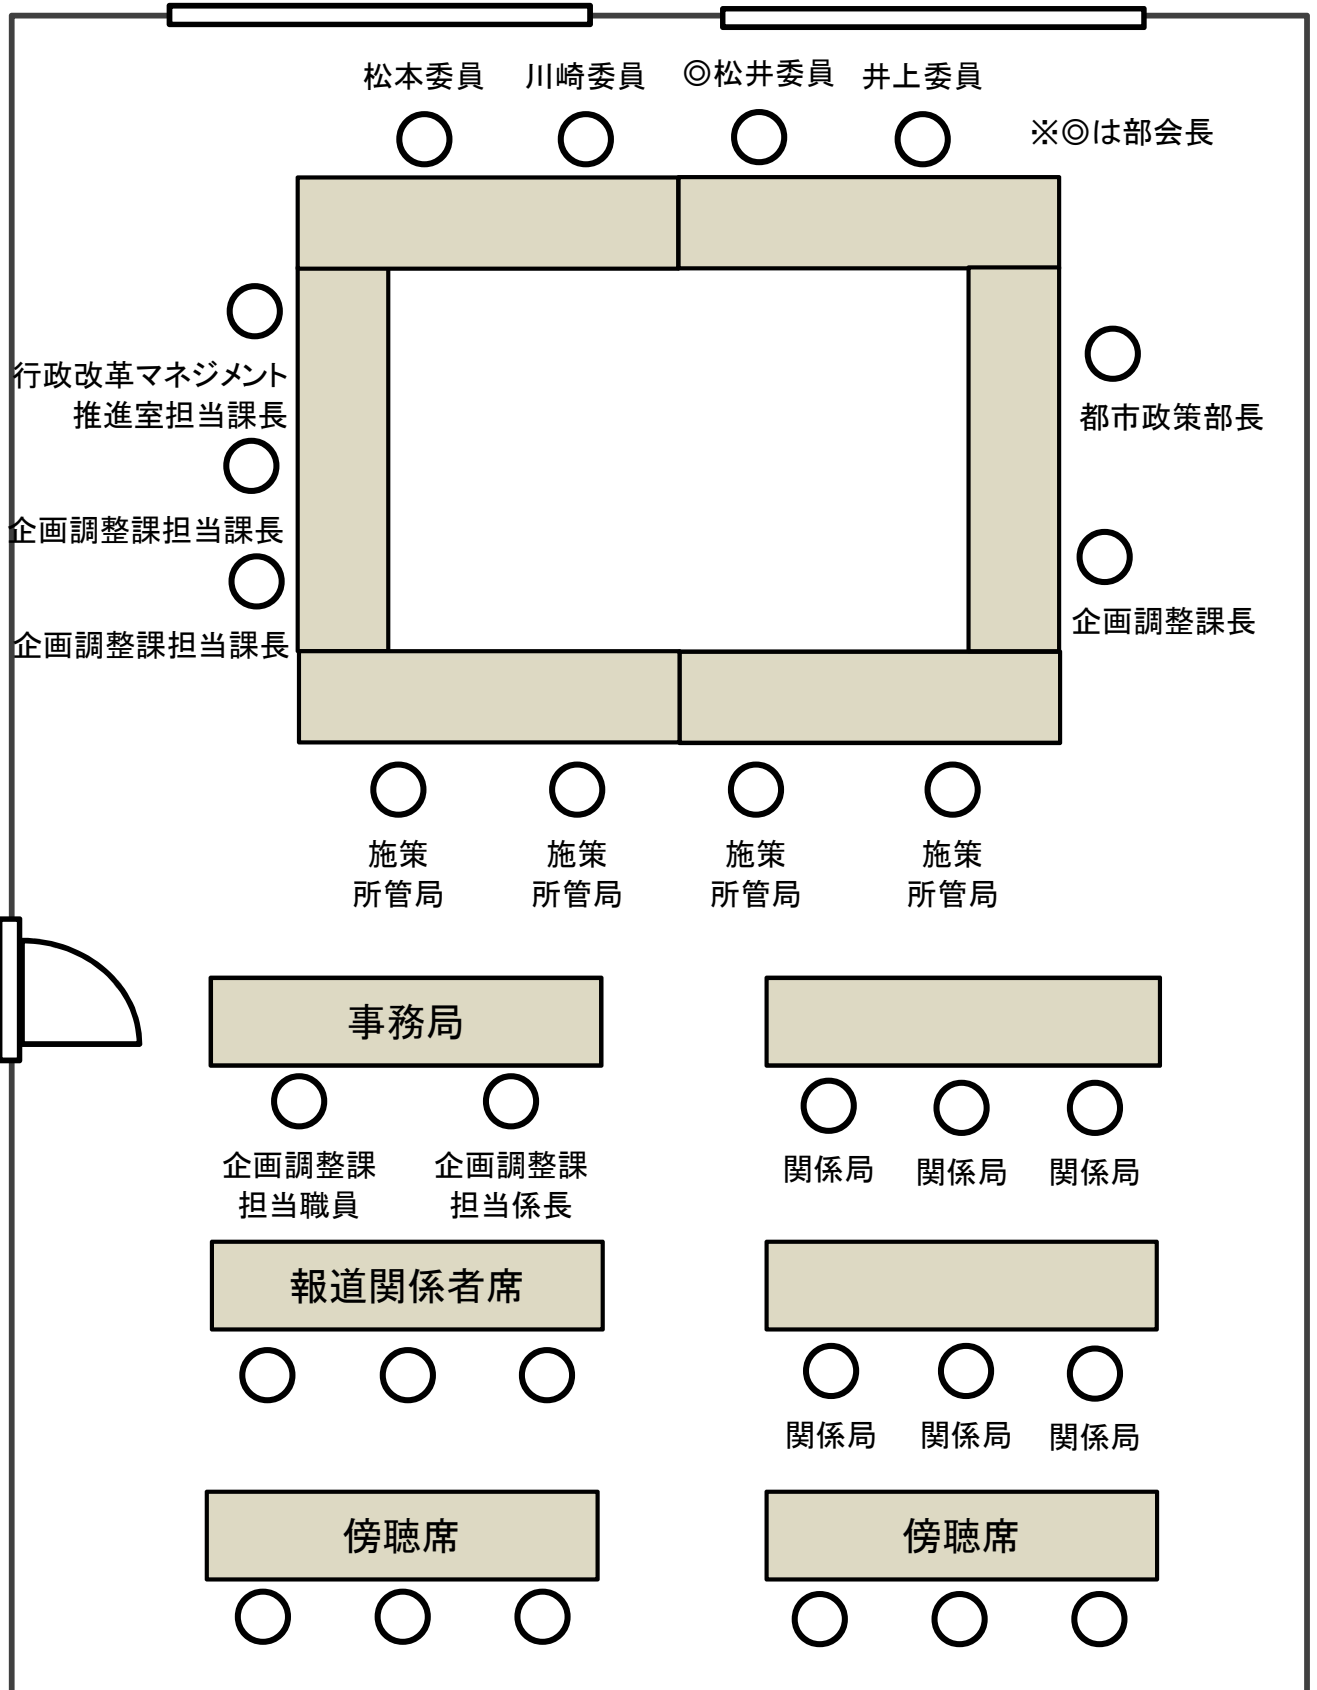 松本委員
川崎委員
◎松井委員
井上委員
※◎は部会長
行政改革マネジメント
推進室担当課長
都市政策部長
企画調整課担当課長
企画調整課長
企画調整課担当課長
施策
所管局
施策
所管局
施策
所管局
施策
所管局
事務局
企画調整課
担当職員
企画調整課
担当係長
関係局
関係局
関係局
報道関係者席
関係局
関係局
関係局
傍聴席
傍聴席